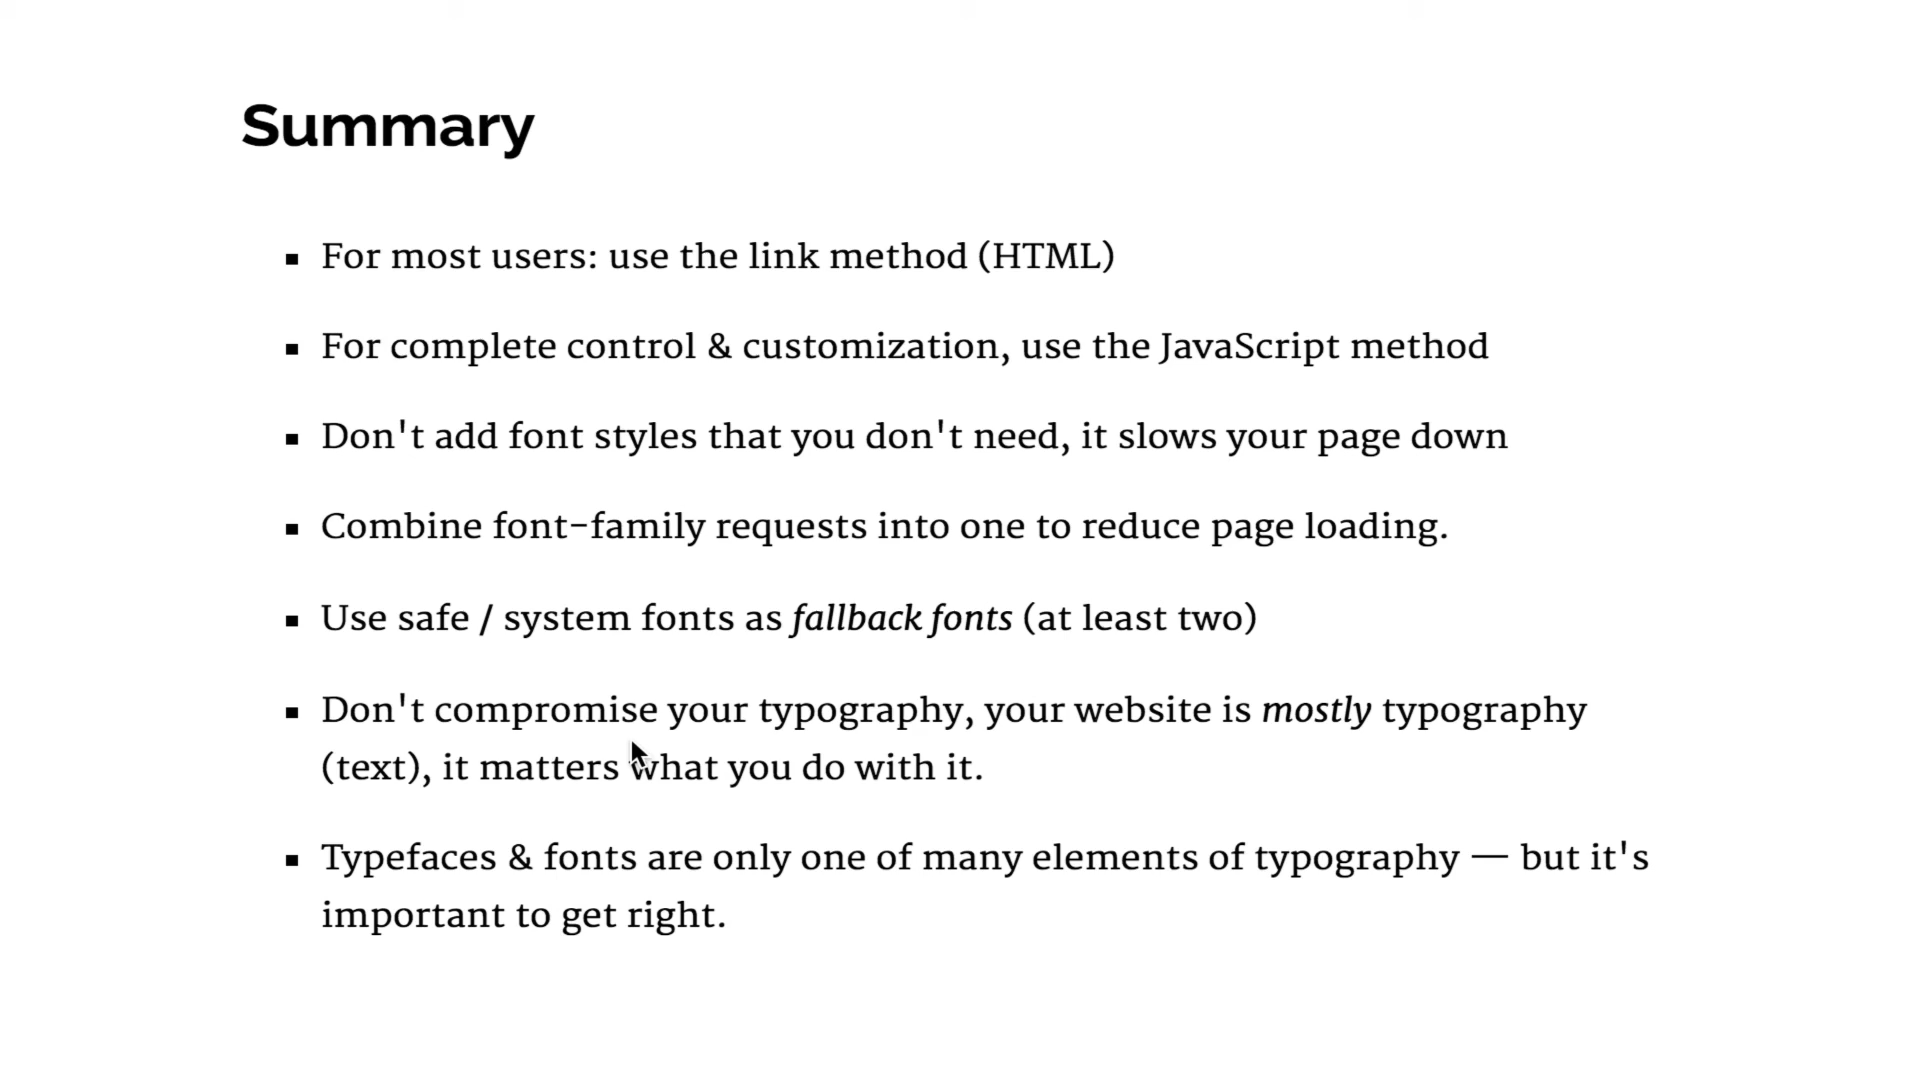 Summary
▪ For most users: use the link method (HTML)
▪ For complete control & customization, use the JavaScript method
▪ Don't add font styles that you don't need, it slows your page down
▪ Combine font-family requests into one to reduce page loading.
▪ Use safe / system fonts as fallback fonts (at least two)
▪ Don't compromise your typography, your website is mostly typography
(text), it matters what you do with it.
▪ Typefaces & fonts are only one of many elements of typography — but it's
important to get right.